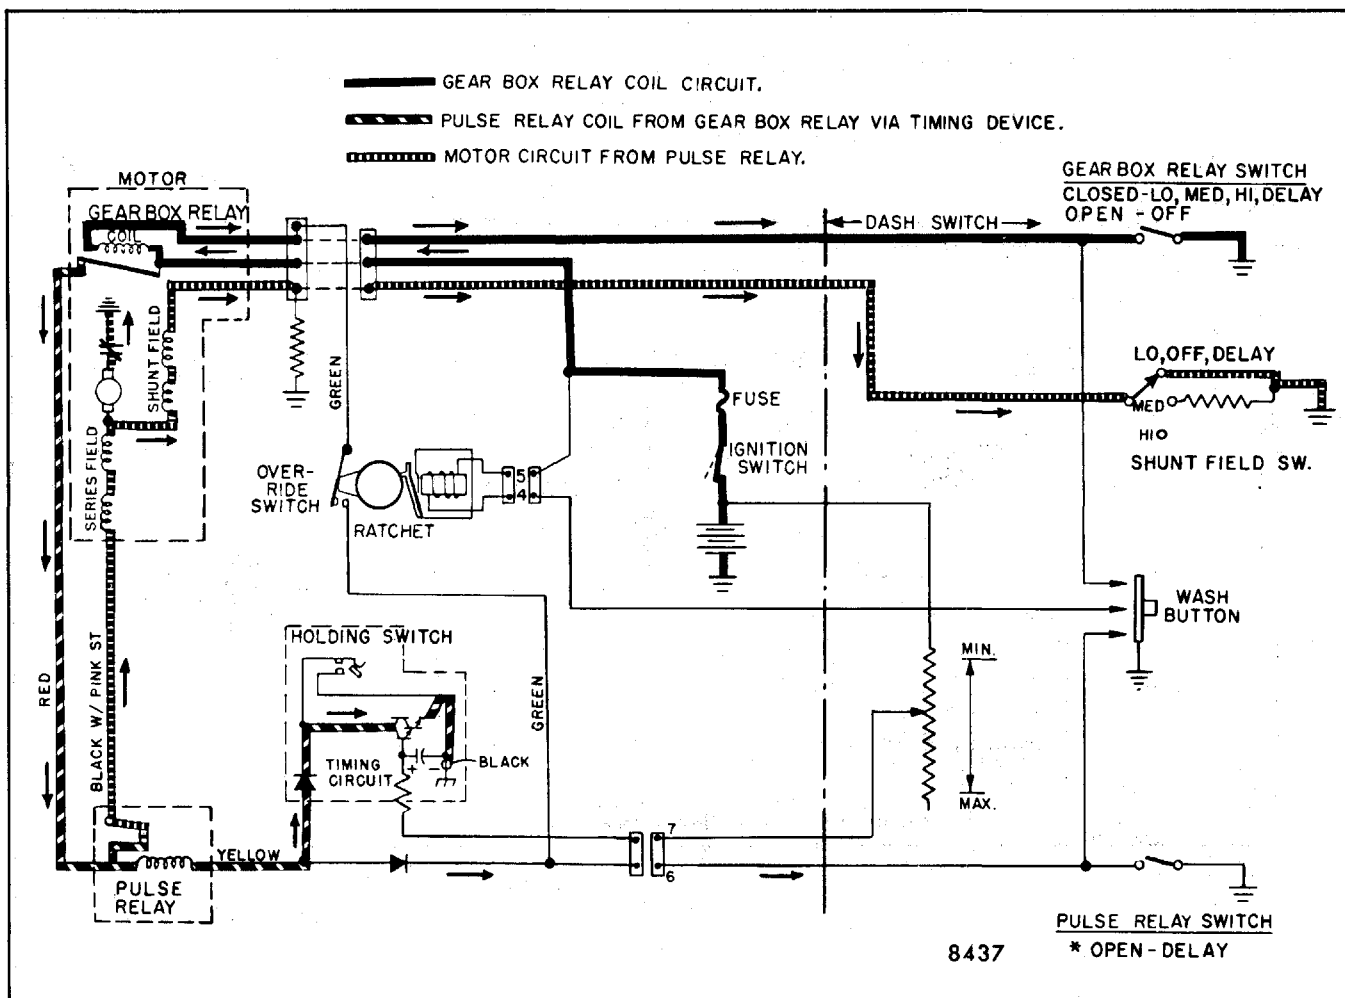 GEAR BOX RELAY COIL CIRCUIT.
PULSE RELAY COIL FROM GEAR BOX RELAY VIA TIMING DEVICE.
MOTOR CIRCUIT FROM PULSE RELAY.
MOTOR
GEAR BOX RELAY
COIL
GEAR BOX RELAY SWITCH
CLOSED-LO, MED, HI, DELAY
OPEN - OFF
DASH SWITCH
SHUNT FIELD
SERIES FIELD
GREEN
LO, OFF, DELAY
MED
HI
SHUNT FIELD SW.
FUSE
IGNITION
SWITCH
OVER-
RIDE
SWITCH
RATCHET
5
4
WASH
BUTTON
HOLDING SWITCH
RED
BLACK W/ PINK ST
GREEN
MIN.
MAX.
TIMING
CIRCUIT
+
-
BLACK
YELLOW
PULSE
RELAY
7
6
PULSE RELAY SWITCH
* OPEN - DELAY
8437